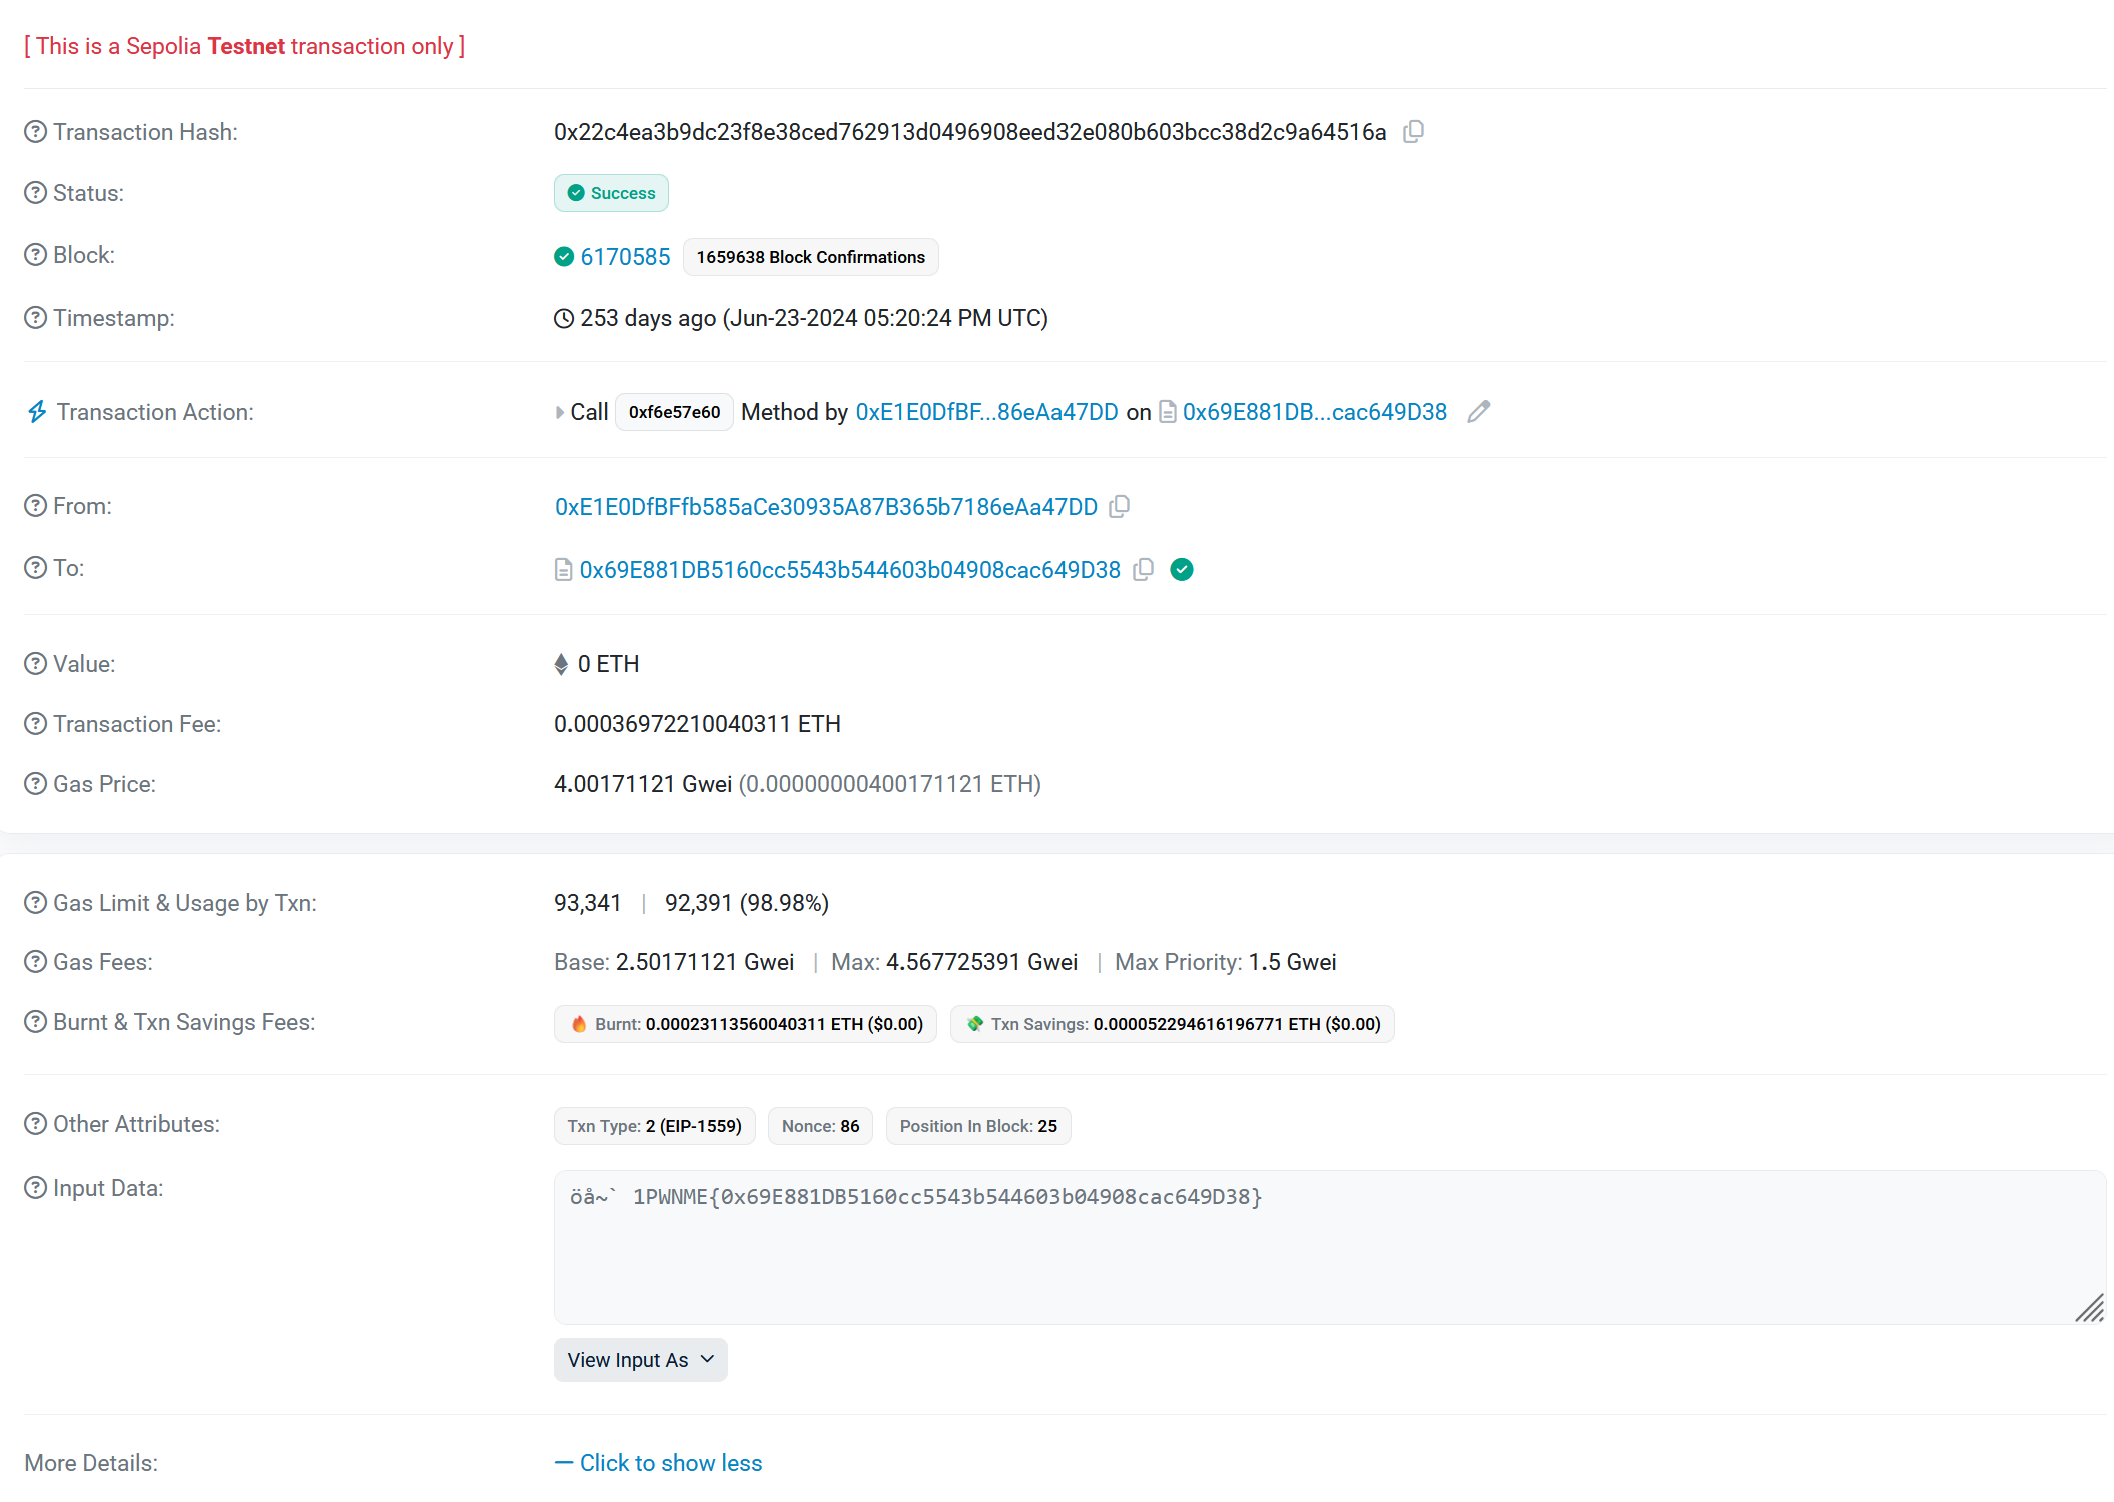 [ This is a Sepolia Testnet transaction only ]
Transaction Hash: 0x22c4ea3b9dc23f8e38ced762913d0496908eed32e080b603bcc38d2c9a64516a
Status: Success
Block: 6170585 1659638 Block Confirmations
Timestamp: 253 days ago (Jun-23-2024 05:20:24 PM UTC)
Transaction Action: Call 0xf6e57e60 Method by 0xE1E0DfBF...86eAa47DD on 0x69E881DB...cac649D38
From: 0xE1E0DfBFfb585aCe30935A87B365b7186eAa47DD
To: 0x69E881DB5160cc5543b544603b04908cac649D38
Value: 0 ETH
Transaction Fee: 0.00036972210040311 ETH
Gas Price: 4.00171121 Gwei (0.00000000400171121 ETH)
Gas Limit & Usage by Txn: 93,341 | 92,391 (98.98%)
Gas Fees: Base: 2.50171121 Gwei | Max: 4.567725391 Gwei | Max Priority: 1.5 Gwei
Burnt & Txn Savings Fees: Burnt: 0.00023113560040311 ETH ($0.00) Txn Savings: 0.000052294616196771 ETH ($0.00)
Other Attributes: Txn Type: 2 (EIP-1559) Nonce: 86 Position In Block: 25
Input Data: öå~` 1PWNME{0x69E881DB5160cc5543b544603b04908cac649D38}
View Input As
More Details: — Click to show less